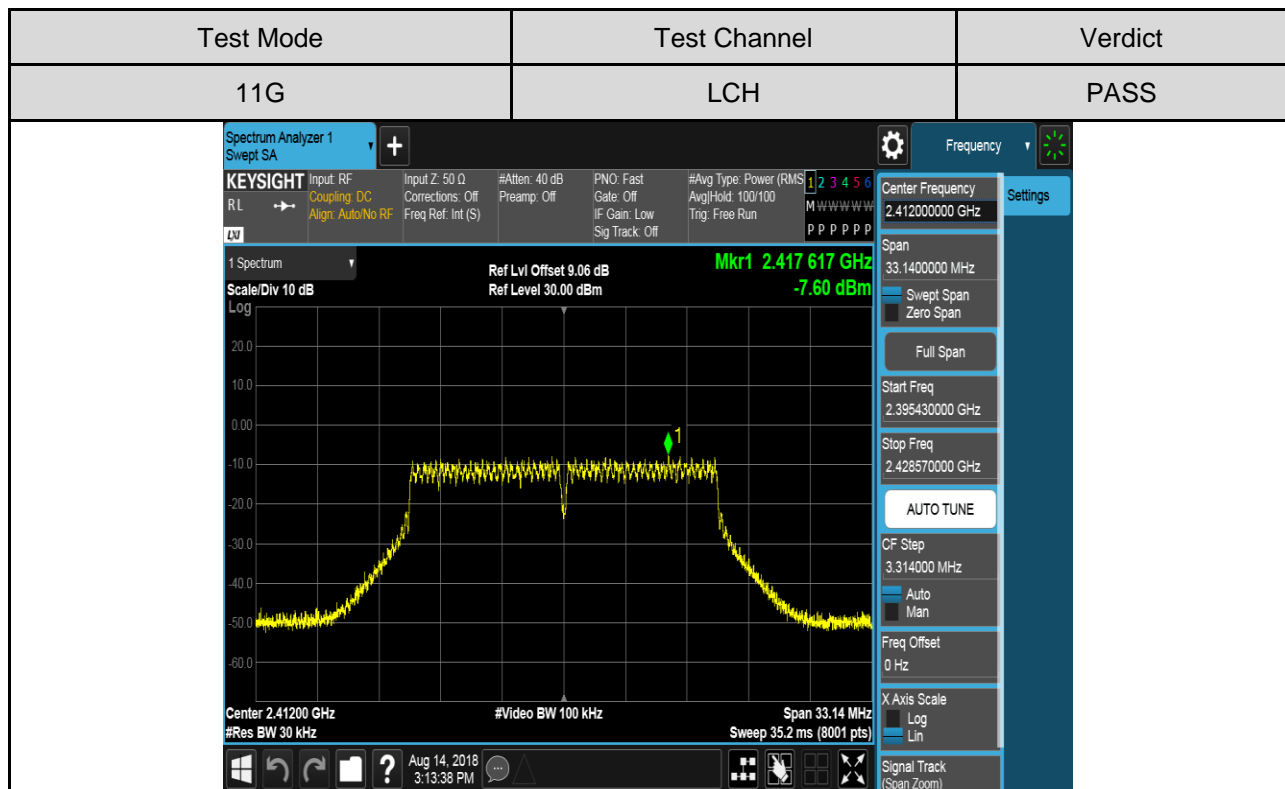 Test Mode Test Channel Verdict
11G LCH PASS
Spectrum Analyzer 1
Swept SA
+
Frequency
KEYSIGHT
RL
LXI
Input: RF
Coupling: DC
Align: Auto/No RF
Input Z: 50 Ω
Corrections: Off
Freq Ref: Int (S)
#Atten: 40 dB
Preamp: Off
PNO: Fast
Gate: Off
IF Gain: Low
Sig Track: Off
#Avg Type: Power (RMS
Avg|Hold: 100/100
Trig: Free Run
1 2 3 4 5 6
M W W W W W
P P P P P P
1 Spectrum
Scale/Div 10 dB
Ref Lvl Offset 9.06 dB
Ref Level 30.00 dBm
Mkr1 2.417 617 GHz
-7.60 dBm
Log
20.0
10.0
0.00
-10.0
-20.0
-30.0
-40.0
-50.0
-60.0
1
Center 2.41200 GHz
#Res BW 30 kHz
#Video BW 100 kHz
Span 33.14 MHz
Sweep 35.2 ms (8001 pts)
Aug 14, 2018
3:13:38 PM
?
Center Frequency
2.412000000 GHz
Settings
Span
33.1400000 MHz
Swept Span
Zero Span
Full Span
Start Freq
2.395430000 GHz
Stop Freq
2.428570000 GHz
AUTO TUNE
CF Step
3.314000 MHz
Auto
Man
Freq Offset
0 Hz
X Axis Scale
Log
Lin
Signal Track
(Span Zoom)